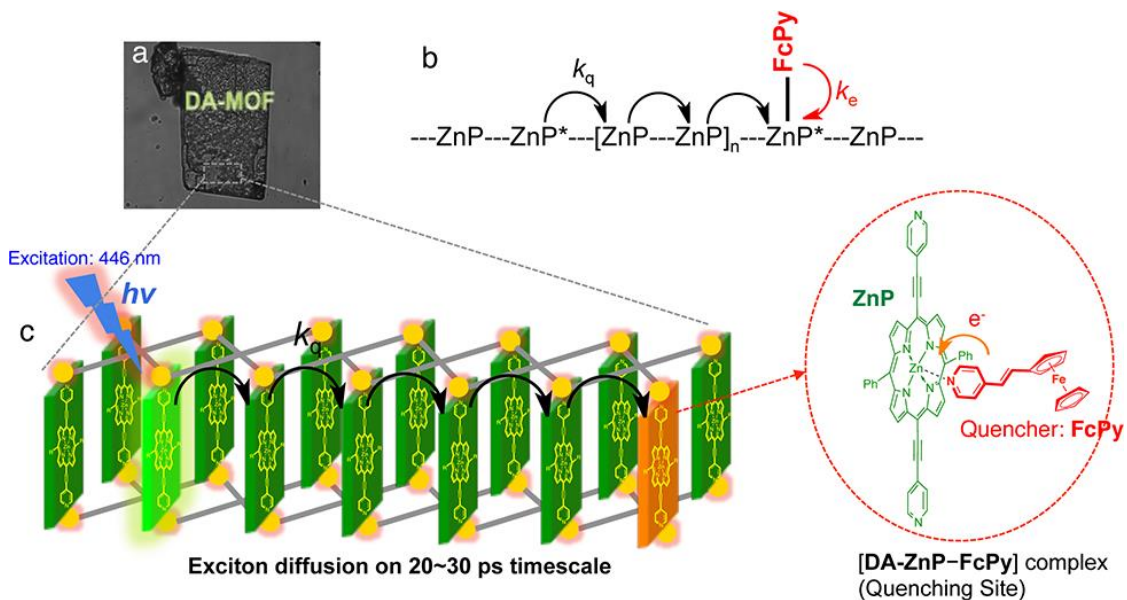 a
DA-MOF
b
FcPy
kq
ke
---ZnP---ZnP*---[ZnP---ZnP]n---ZnP*---ZnP---
Excitation: 446 nm
hν
c
kq
Exciton diffusion on 20~30 ps timescale
N
ZnP
e-
N
N
Ph
Zn
N
Fe
Ph
N
N
Quencher: FcPy
N
[DA-ZnP−FcPy] complex
(Quenching Site)